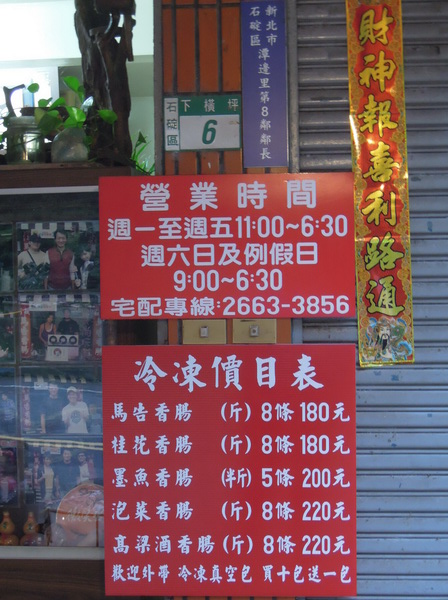 新北市
石碇區潭邊里第8鄰鄰長
石碇區
下橫坪
6
財神報喜利路通
營業時間
週一至週五11:00~6:30
週六日及例假日
9:00~6:30
宅配專線:2663-3856
冷凍價目表
馬告香腸 (斤) 8條 180元
桂花香腸 (斤) 8條 180元
墨魚香腸 (半斤) 5條 200元
泡菜香腸 (斤) 8條 220元
高梁酒香腸 (斤) 8條 220元
歡迎外帶 冷凍真空包 買十包送一包